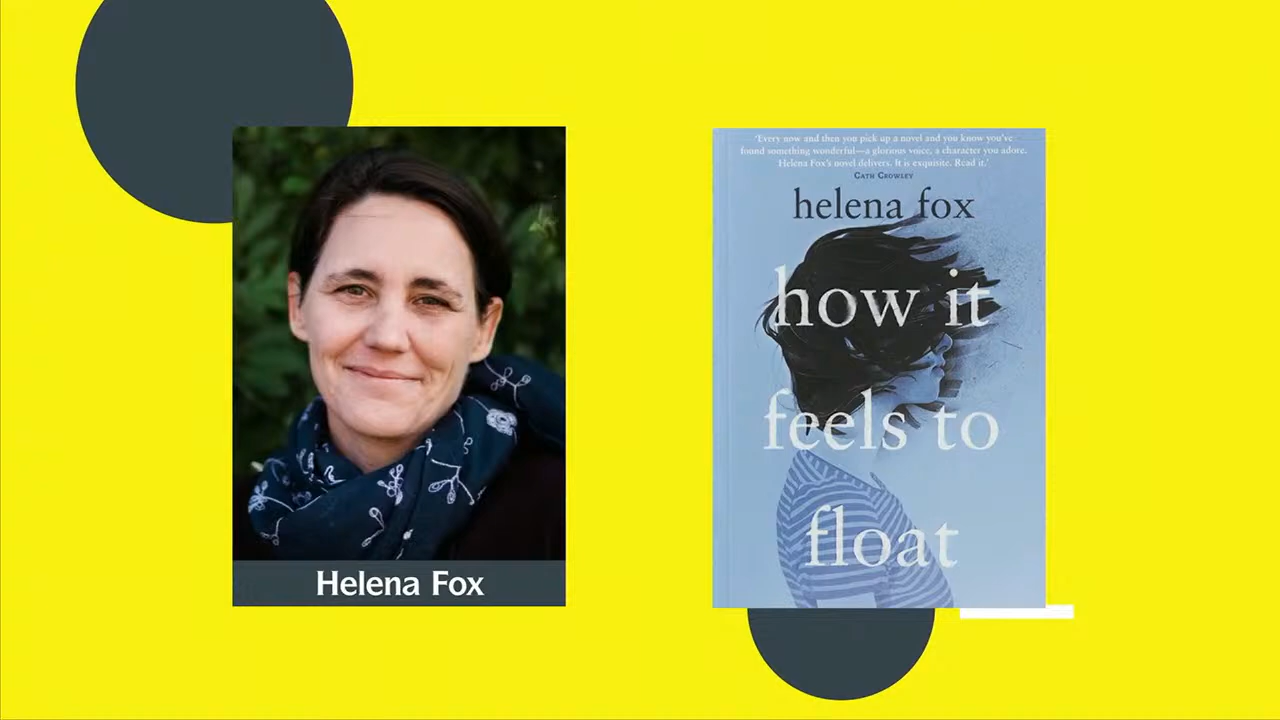 Helena Fox
'Every now and then you pick up a novel and you know you've
found something wonderful—a glorious voice, a character you adore.
Helena Fox's novel delivers. It is exquisite. Read it.'
CATH CROWLEY
helena fox
how it
feels to
float